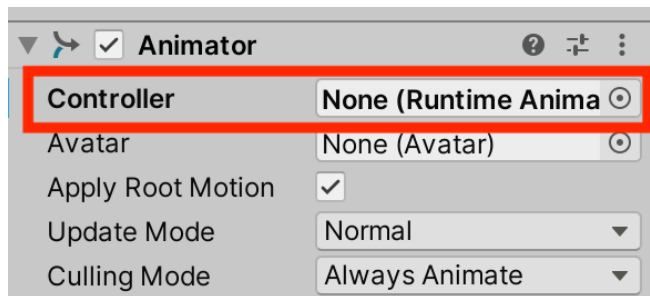 Animator
Controller None (Runtime Anima
Avatar None (Avatar)
Apply Root Motion
Update Mode Normal
Culling Mode Always Animate